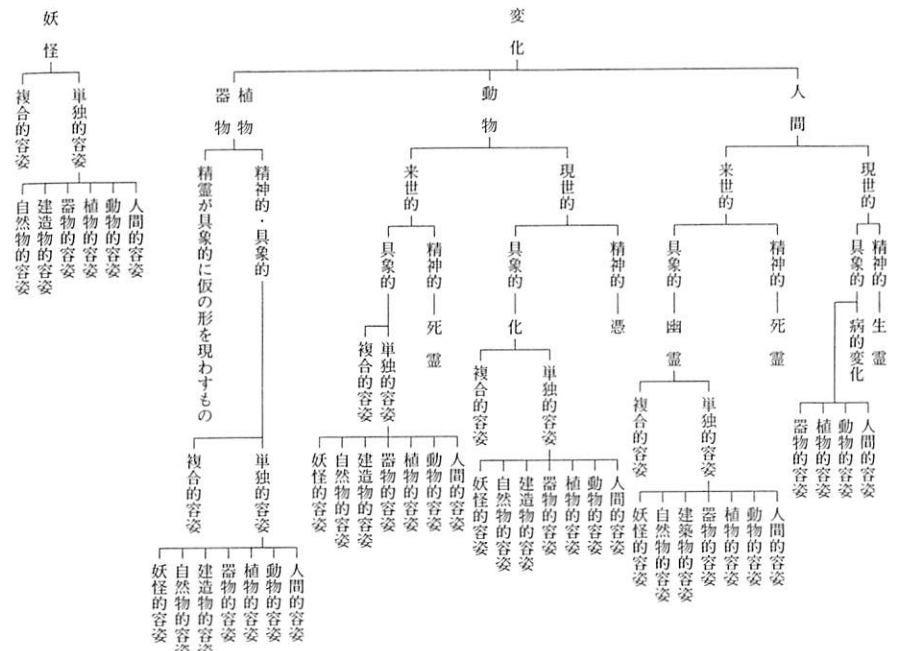 変化
人間
現世的
精神的
生霊
具象的
病的変化
人間的容姿
動物的容姿
植物的容姿
器物的容姿
来世的
精神的
死霊
具象的
幽霊
単独的容姿
人間的容姿
動物的容姿
植物的容姿
器物的容姿
建築物的容姿
自然物的容姿
妖怪的容姿
複合的容姿
動物
現世的
精神的
憑
具象的
化
単独的容姿
人間的容姿
動物的容姿
植物的容姿
器物的容姿
建造物的容姿
自然物的容姿
妖怪的容姿
複合的容姿
来世的
精神的
死霊
具象的
単独的容姿
人間的容姿
動物的容姿
植物的容姿
器物的容姿
建造物的容姿
自然物的容姿
妖怪的容姿
複合的容姿
植物
器物
精神的・具象的
単独的容姿
人間的容姿
動物的容姿
植物的容姿
器物的容姿
建造物的容姿
自然物的容姿
妖怪的容姿
複合的容姿
精霊が具象的に仮の形を現わすもの
妖怪
単独的容姿
人間的容姿
動物的容姿
植物的容姿
器物的容姿
建造物的容姿
自然物的容姿
複合的容姿